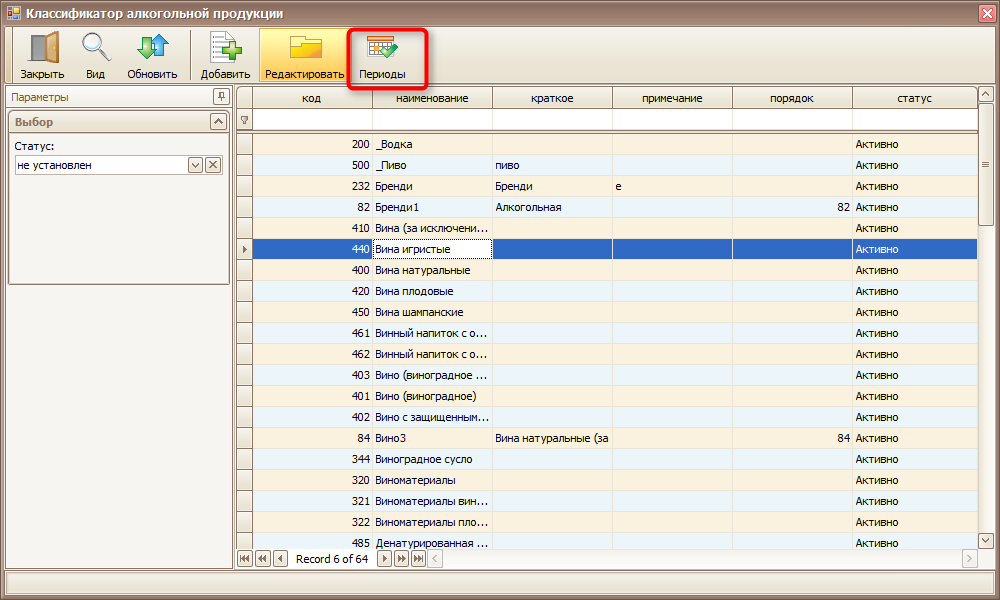 Классификатор алкогольной продукции
Закрыть Вид Обновить Добавить Редактировать Периоды
Параметры
Выбор
Статус:
не установлен
код наименование краткое примечание порядок статус
200 _Водка Активно
500 _Пиво пиво Активно
232 Бренди Бренди е Активно
82 Бренди1 Алкогольная 82 Активно
410 Вина (за исключени... Активно
440 Вина игристые Активно
400 Вина натуральные Активно
420 Вина плодовые Активно
450 Вина шампанские Активно
461 Винный напиток с о... Активно
462 Винный напиток с о... Активно
403 Вино (виноградное ... Активно
401 Вино (виноградное) Активно
402 Вино с защищенным... Активно
84 Вино3 Вина натуральные (за 84 Активно
344 Виноградное сусло Активно
320 Виноматериалы Активно
321 Виноматериалы вин... Активно
322 Виноматериалы пло... Активно
485 Денатурированная ... Активно
Record 6 of 64